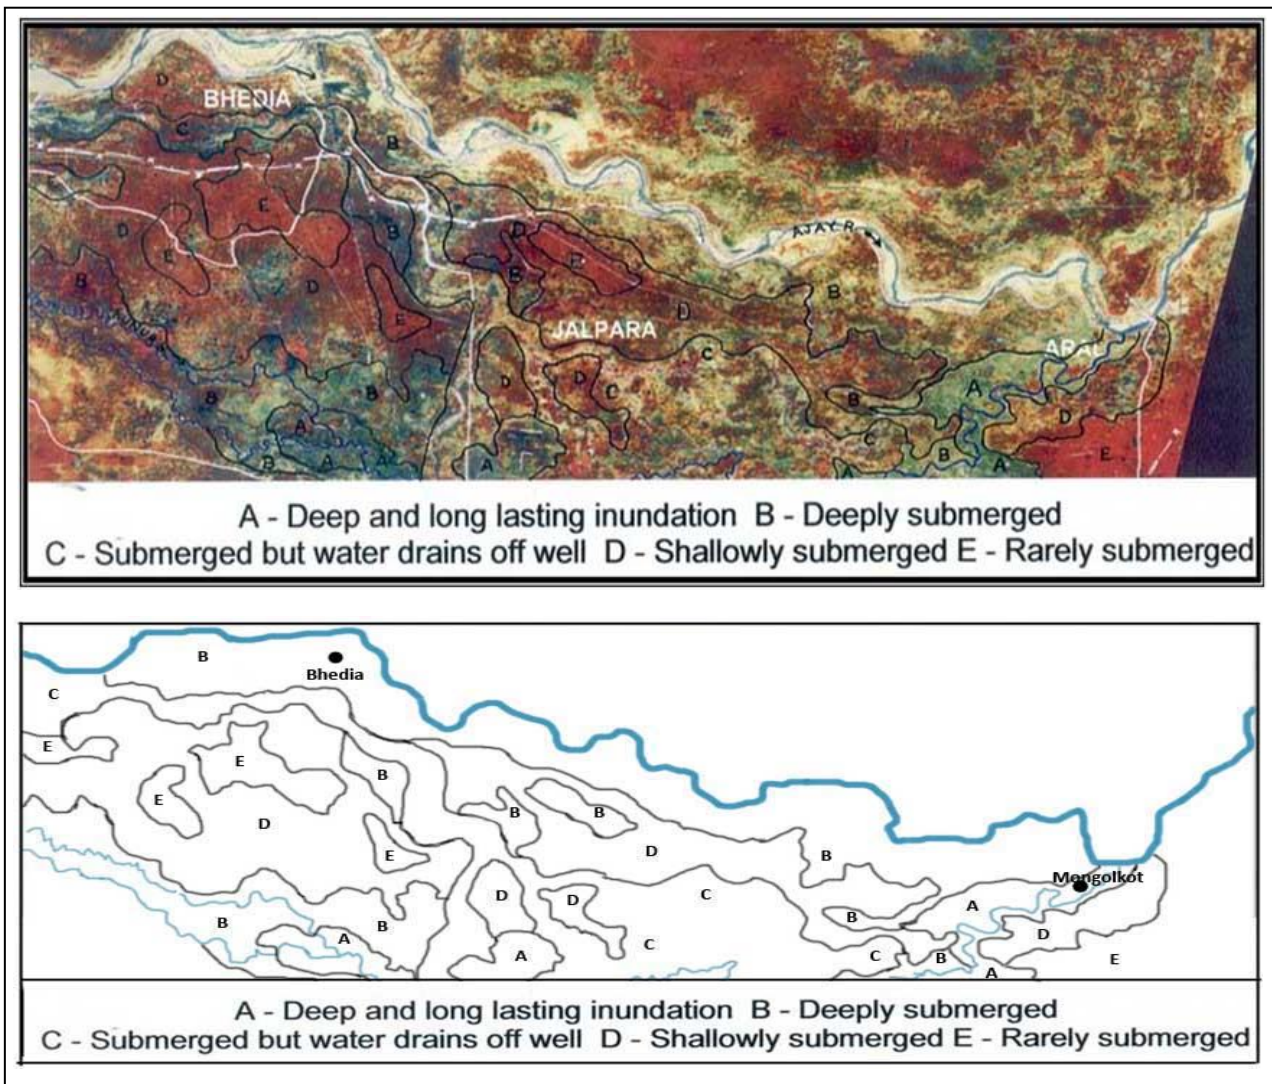 D
BHEDIA
C
B
E
D
B
D
E
E
D
B
AJAY R.
B
B
D
E
JALPARA
C
ARAL
B
D
D
C
B
A
D
A
C
B
B
A
A
A
A
B
A
E
A - Deep and long lasting inundation B - Deeply submerged
C - Submerged but water drains off well D - Shallowly submerged E - Rarely submerged
B
Bhedia
C
E
E
B
E
B
B
D
D
B
E
Mongolkot
D
D
C
B
A
B
B
A
C
D
A
C
B
A
E
A - Deep and long lasting inundation B - Deeply submerged
C - Submerged but water drains off well D - Shallowly submerged E - Rarely submerged